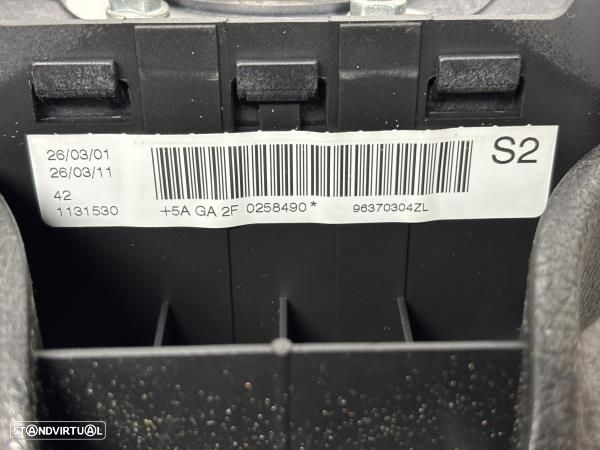 26/03/01
26/03/11
42
1131530
+5A GA 2F 0258490*
96370304ZL
S2
STANDVIRTUAL